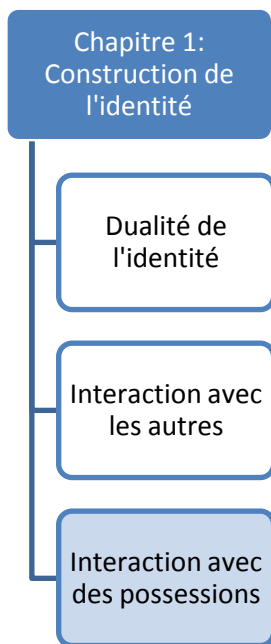 Chapitre 1:
Construction de
l'identité
Dualité de
l'identité
Interaction avec
les autres
Interaction avec
des possessions